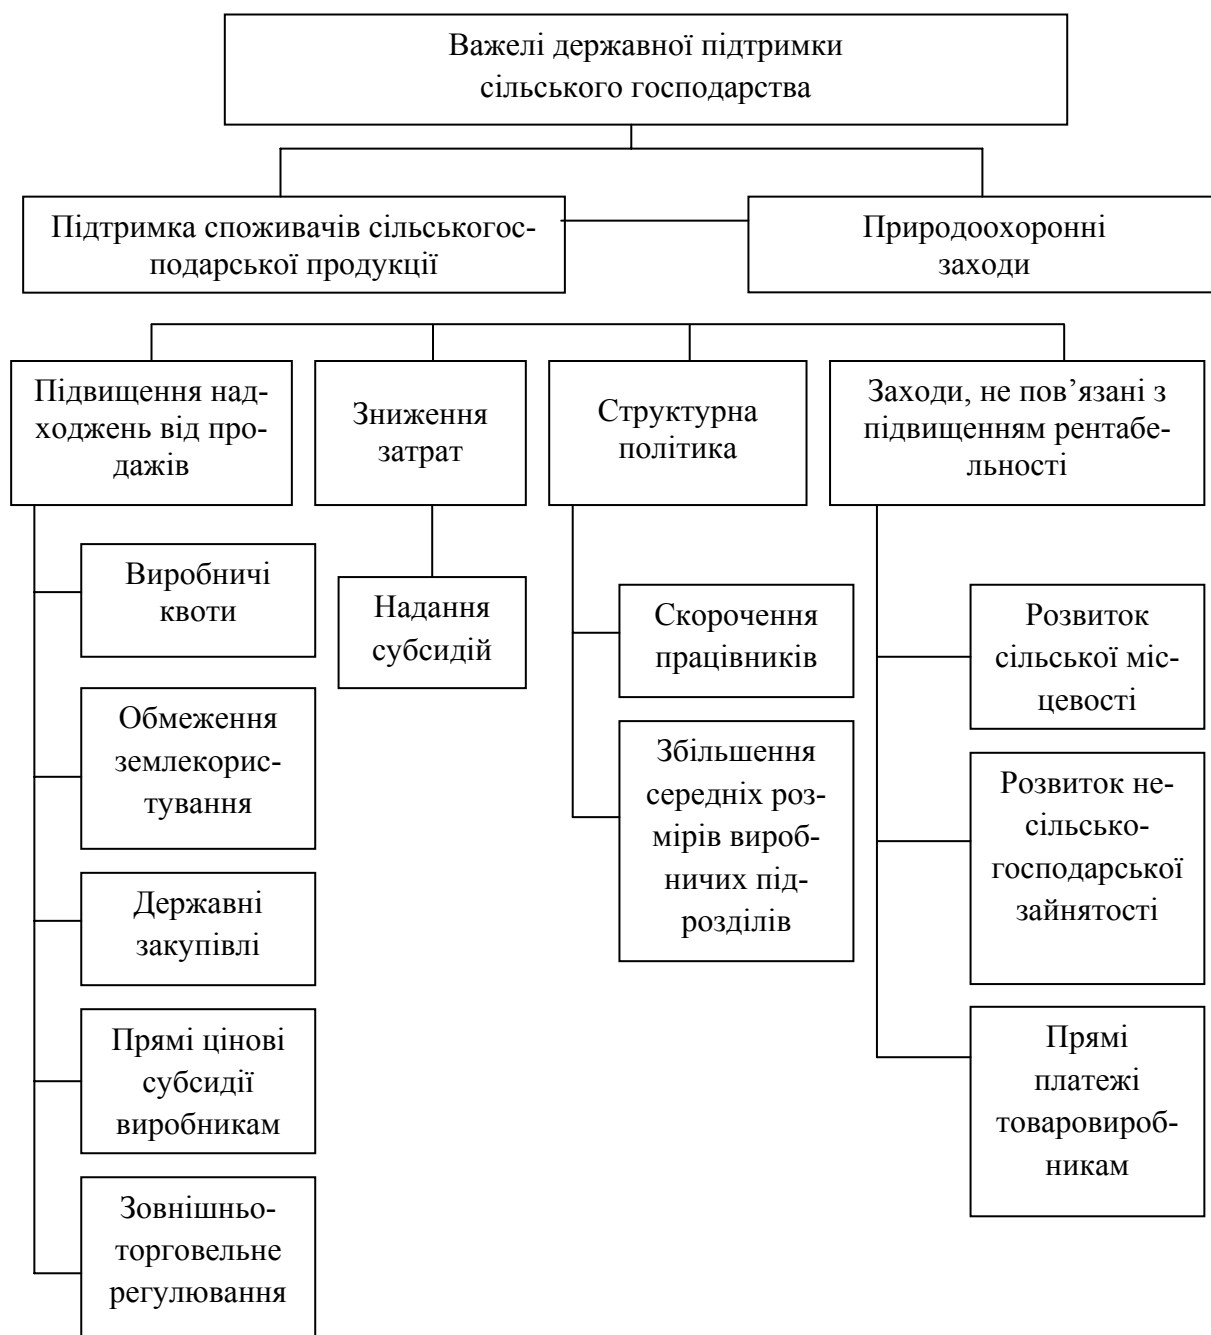 Важелі державної підтримки
сільського господарства
Підтримка споживачів сільськогос-
подарської продукції
Природоохоронні
заходи
Підвищення над-
ходжень від про-
дажів
Зниження
затрат
Структурна
політика
Заходи, не пов’язані з
підвищенням рентабе-
льності
Виробничі
квоти
Обмеження
землекорис-
тування
Державні
закупівлі
Прямі цінові
субсидії
виробникам
Зовнішньо-
торговельне
регулювання
Надання
субсидій
Скорочення
працівників
Збільшення
середніх роз-
мірів вироб-
ничих під-
розділів
Розвиток
сільської міс-
цевості
Розвиток не-
сільсько-
господарської
зайнятості
Прямі
платежі
товаровироб-
никам